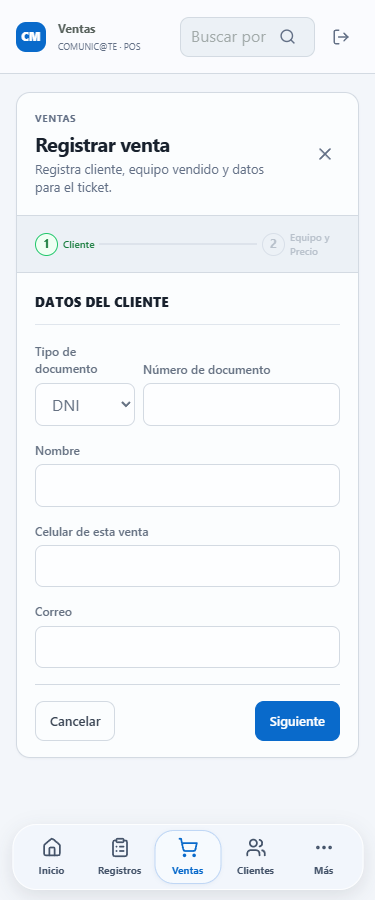 CM
Ventas
COMUNIC@TE · POS
Buscar por
VENTAS
Registrar venta
Registra cliente, equipo vendido y datos
para el ticket.
1 Cliente
2 Equipo y
Precio
DATOS DEL CLIENTE
Tipo de
documento
Número de documento
DNI
Nombre
Celular de esta venta
Correo
Cancelar
Siguiente
Inicio
Registros
Ventas
Clientes
Más